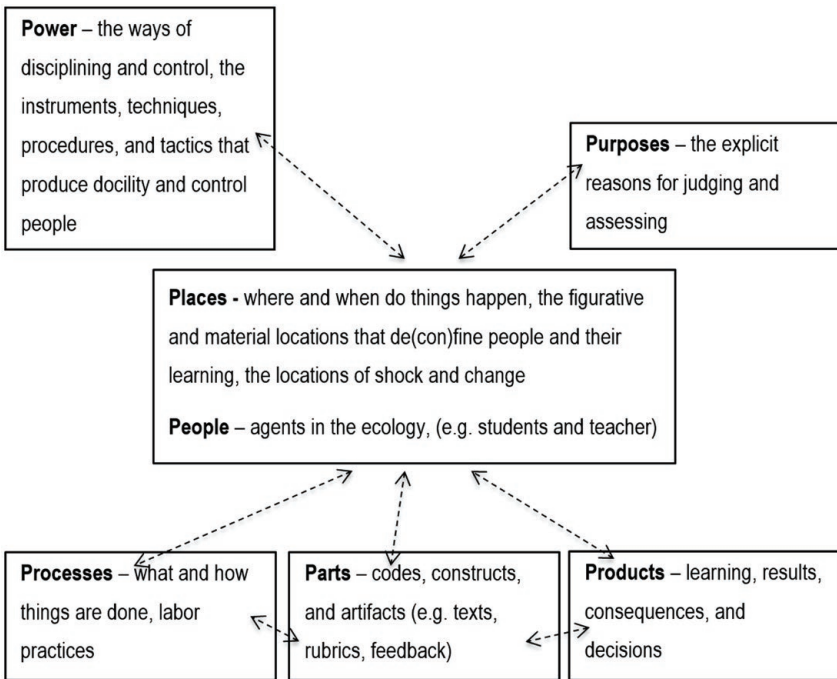 Power – the ways of
disciplining and control, the
instruments, techniques,
procedures, and tactics that
produce docility and control
people
Purposes – the explicit
reasons for judging and
assessing
Places - where and when do things happen, the figurative
and material locations that de(con)fine people and their
learning, the locations of shock and change
People – agents in the ecology, (e.g. students and teacher)
Processes – what and how
things are done, labor
practices
Parts – codes, constructs,
and artifacts (e.g. texts,
rubrics, feedback)
Products – learning, results,
consequences, and
decisions